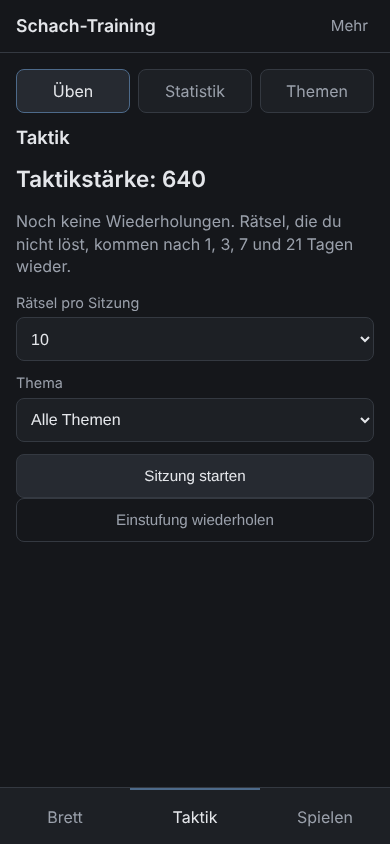 Schach-Training
Mehr
Üben
Statistik
Themen
Taktik
Taktikstärke: 640
Noch keine Wiederholungen. Rätsel, die du
nicht löst, kommen nach 1, 3, 7 und 21 Tagen
wieder.
Rätsel pro Sitzung
10
Thema
Alle Themen
Sitzung starten
Einstufung wiederholen
Brett
Taktik
Spielen